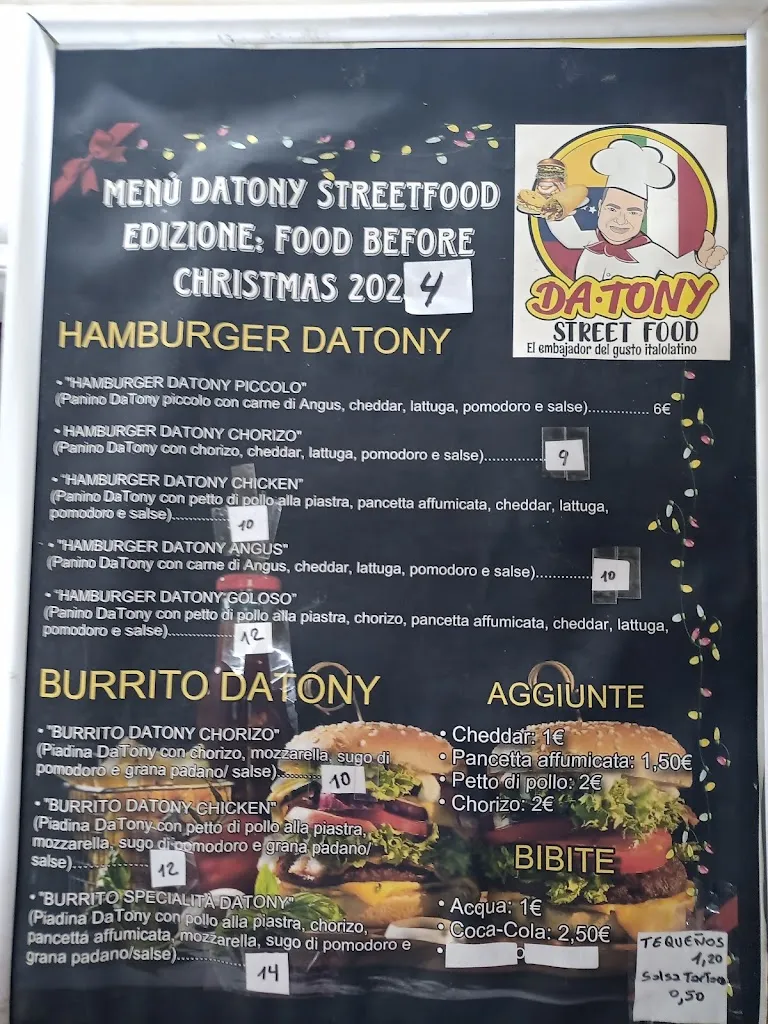 MENÙ DATONY STREETFOOD
EDIZIONE: FOOD BEFORE
CHRISTMAS 2024
DA·TONY
STREET FOOD
El embajador del gusto italolatino
HAMBURGER DATONY
• "HAMBURGER DATONY PICCOLO"
(Panino DaTony piccolo con carne di Angus, cheddar, lattuga, pomodoro e salse)............... 6€
• HAMBURGER DATONY CHORIZO"
(Panino DaTony con chorizo, cheddar, lattuga, pomodoro e salse)............... 9
• "HAMBURGER DATONY CHICKEN"
(Panino DaTony con petto di pollo alla piastra, pancetta affumicata, cheddar, lattuga,
pomodoro e salse)............... 10
• "HAMBURGER DATONY ANGUS"
(Panino DaTony con carne di Angus, cheddar, lattuga, pomodoro e salse)............... 10
• "HAMBURGER DATONY GOLOSO"
(Panino DaTony con petto di pollo alla piastra, chorizo, pancetta affumicata, cheddar, lattuga,
pomodoro e salse)............... 12
BURRITO DATONY
• "BURRITO DATONY CHORIZO"
(Piadina DaTony con chorizo, mozzarella, sugo di
pomodoro e grana padano/ salse)............ 10
• "BURRITO DATONY CHICKEN"
(Piadina DaTony con petto di pollo alla piastra,
mozzarella, sugo di pomodoro e grana padano/
salse)............... 12
• "BURRITO SPECIALITÀ DATONY"
(Piadina DaTony con pollo alla piastra, chorizo,
pancetta affumicata, mozzarella, sugo di pomodoro e
grana padano/salse)............... 14
AGGIUNTE
• Cheddar: 1€
• Pancetta affumicata: 1,50€
• Petto di pollo: 2€
• Chorizo: 2€
BIBITE
• Acqua: 1€
• Coca-Cola: 2,50€
TEQUEÑOS
1,20
Salsa Tartara
0,50